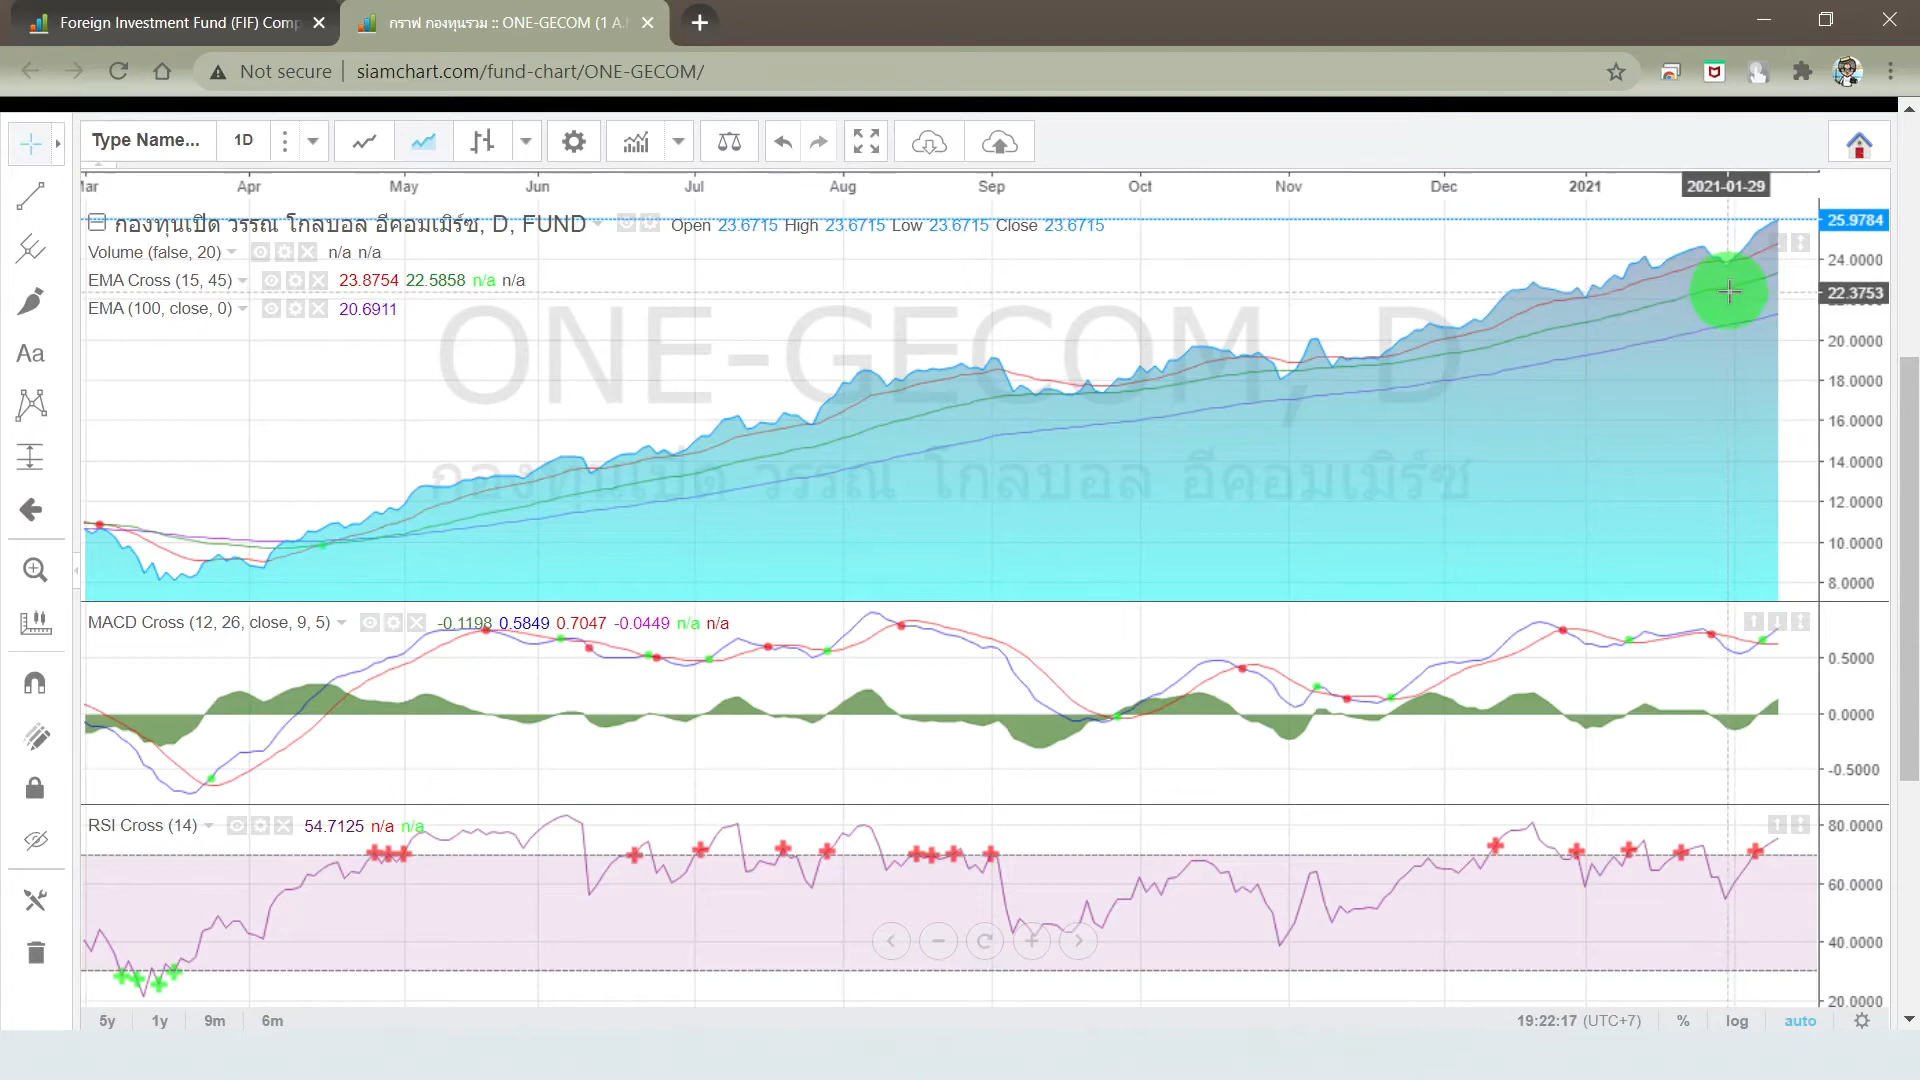 Foreign Investment Fund (FIF) Comp
กราฟ กองทุนรวม :: ONE-GECOM (1 A.
Not secure
siamchart.com/fund-chart/ONE-GECOM/
Type Name...
1D
Mar Apr May Jun Jul Aug Sep Oct Nov Dec 2021 2021-01-29
กองทุนเปิด วรรณ โกลบอล อีคอมเมิร์ซ, D, FUND Open 23.6715 High 23.6715 Low 23.6715 Close 23.6715
Volume (false, 20) n/a n/a
EMA Cross (15, 45) 23.8754 22.5858 n/a n/a
EMA (100, close, 0) 20.6911
ONE-GECOM, D
กองทุนเปิด วรรณ โกลบอล อีคอมเมิร์ซ
25.9784
24.0000
22.3753
20.0000
18.0000
16.0000
14.0000
12.0000
10.0000
8.0000
Aa
MACD Cross (12, 26, close, 9, 5) -0.1198 0.5849 0.7047 -0.0449 n/a n/a
0.5000
0.0000
-0.5000
RSI Cross (14) 54.7125 n/a n/a
80.0000
60.0000
40.0000
20.0000
5y 1y 9m 6m
19:22:17 (UTC+7) % log auto